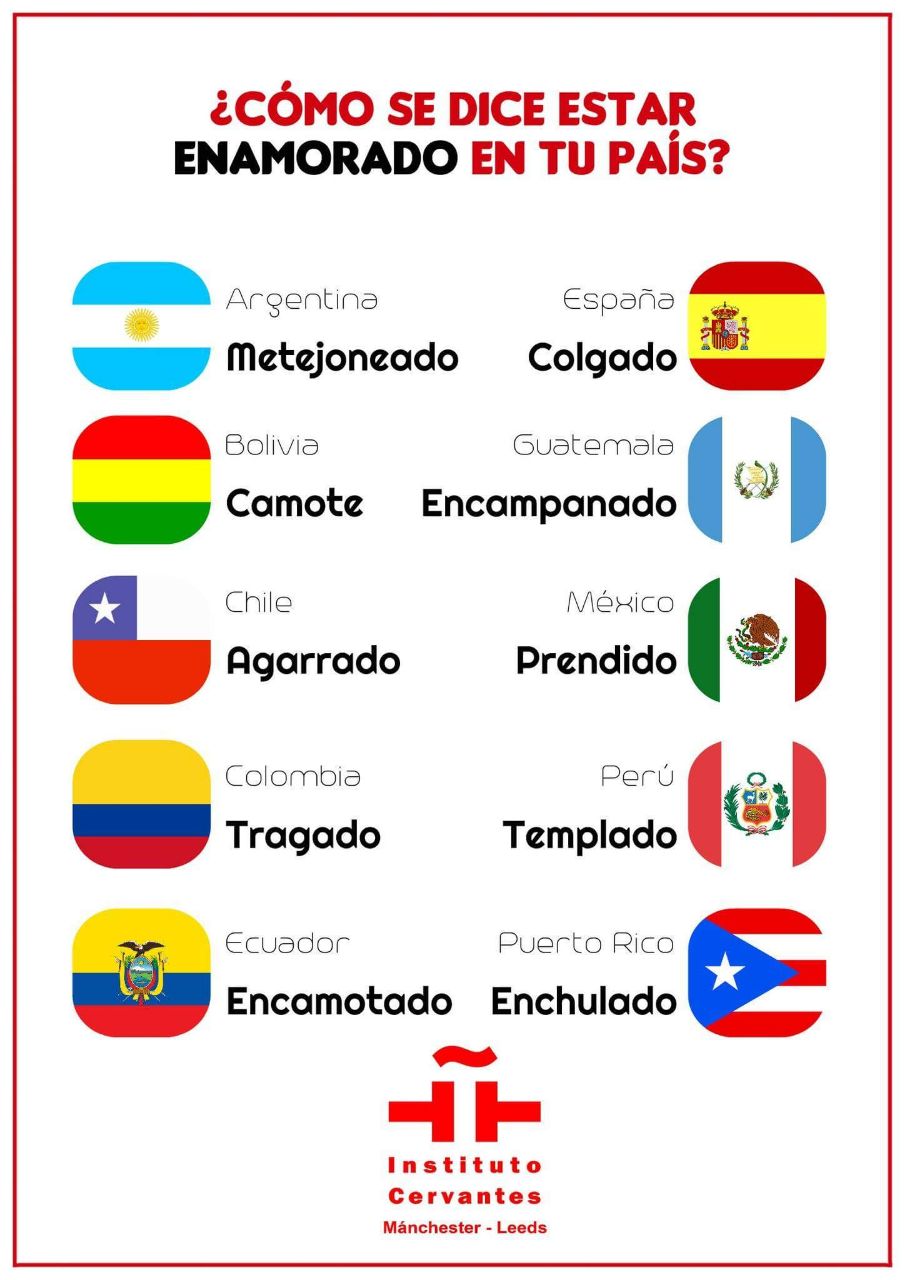 ¿CÓMO SE DICE ESTAR
ENAMORADO EN TU PAÍS?
Argentina
Metejoneado
España
Colgado
Bolivia
Camote
Guatemala
Encampanado
Chile
Agarrado
México
Prendido
Colombia
Tragado
Perú
Templado
Ecuador
Encamotado
Puerto Rico
Enchulado
Instituto
Cervantes
Mánchester - Leeds